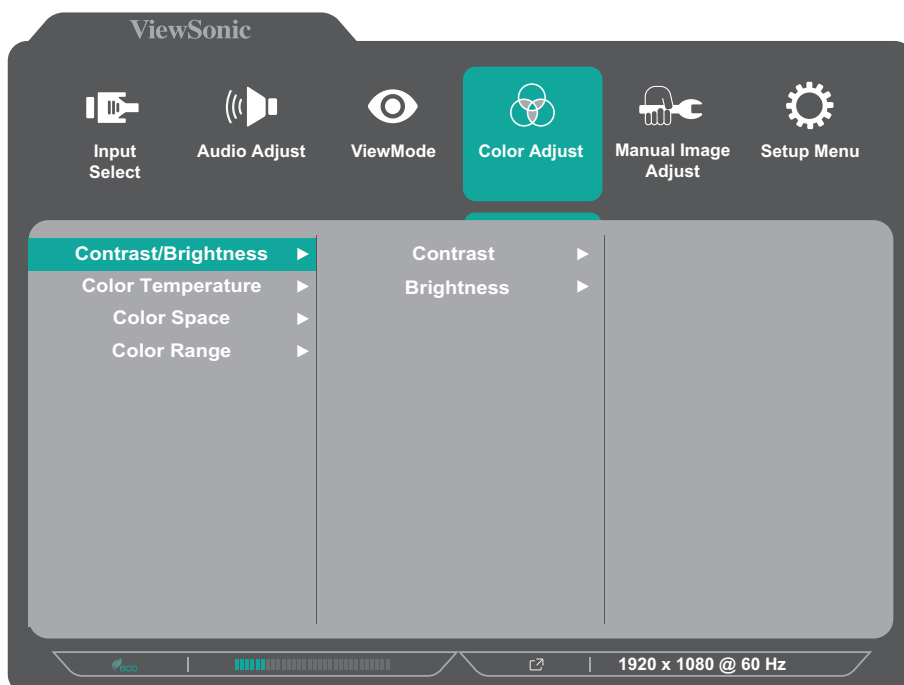 ViewSonic
Input Select
Audio Adjust
ViewMode
Color Adjust
Manual Image Adjust
Setup Menu
Contrast/Brightness
Color Temperature
Color Space
Color Range
Contrast
Brightness
eco
1920 x 1080 @ 60 Hz